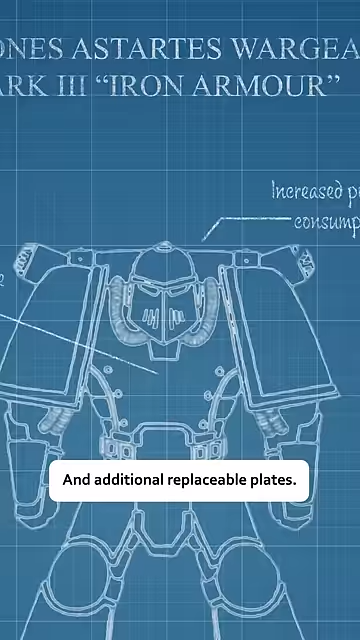 ONES ASTARTES WARGEA
ARK III “IRON ARMOUR”
Increased p
consump
And additional replaceable plates.